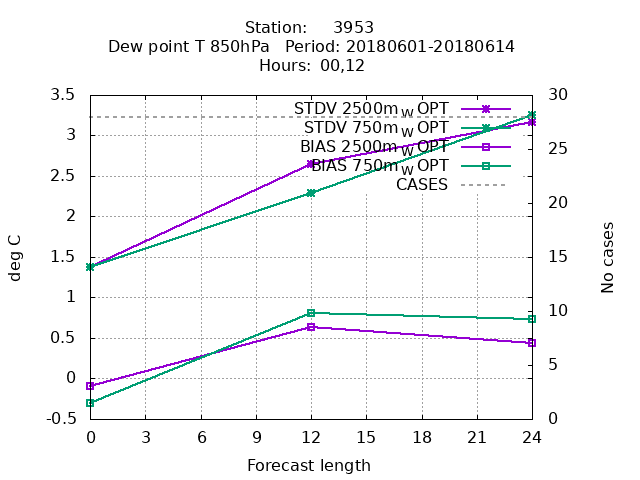 Station:     3953
Dew point T 850hPa   Period: 20180601-20180614
Hours:  00,12
3.5
3
2.5
2
1.5
1
0.5
0
-0.5
30
25
20
15
10
5
0
STDV 2500m W OPT
STDV 750m W OPT
BIAS 2500m W OPT
BIAS 750m W OPT
CASES
deg C
No cases
0 3 6 9 12 15 18 21 24
Forecast length